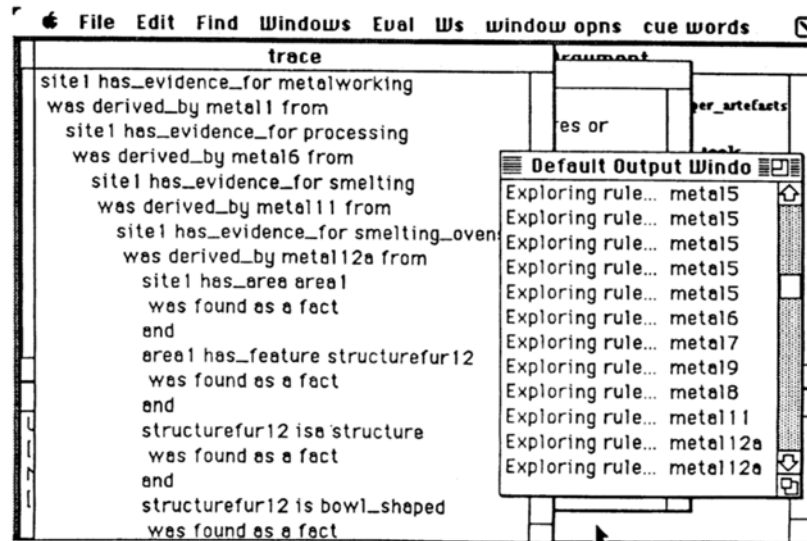 File Edit Find Windows Eval Ws window opns cue words
trace
site1 has_evidence_for metalworking
was derived_by metal1 from
site1 has_evidence_for processing
was derived_by metal6 from
site1 has_evidence_for smelting
was derived_by metal11 from
site1 has_evidence_for smelting_oven
was derived_by metal12a from
site1 has_area area1
was found as a fact
and
area1 has_feature structurefur12
was found as a fact
and
structurefur12 isa structure
was found as a fact
and
structurefur12 is bowl_shaped
was found as a fact
res or
per_artefacts
Default Output Windo
Exploring rule... metal5
Exploring rule... metal5
Exploring rule... metal5
Exploring rule... metal5
Exploring rule... metal5
Exploring rule... metal6
Exploring rule... metal7
Exploring rule... metal9
Exploring rule... metal8
Exploring rule... metal11
Exploring rule... metal12a
Exploring rule... metal12a